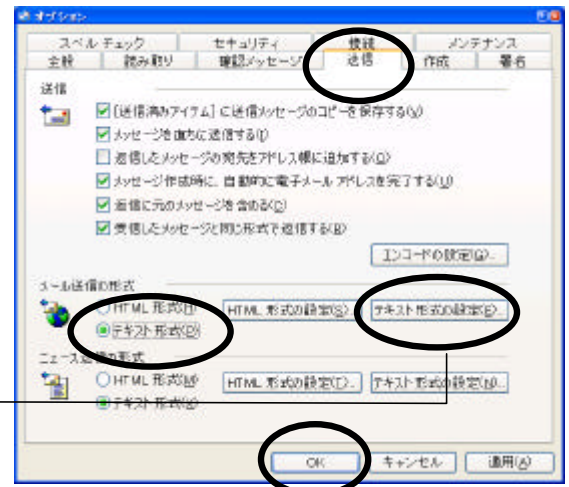 オプション
スペル チェック セキュリティ 接続 メンテナンス
全般 読み取り 確認メッセージ 送信 作成 署名
送信
[送信済みアイテム] に送信メッセージのコピーを保存する(V)
メッセージを直ちに送信する(I)
返信したメッセージの宛先をアドレス帳に追加する(O)
メッセージ作成時に、自動的に電子メール アドレスを完了する(U)
返信に元のメッセージを含める(C)
受信したメッセージと同じ形式で返信する(R)
エンコードの設定(G)...
メール送信の形式
HTML 形式(H) HTML 形式の設定(S)... テキスト形式の設定(E)...
テキスト形式(P)
ニュース送信の形式
HTML 形式(M) HTML 形式の設定(T)... テキスト形式の設定(N)...
テキスト形式(X)
OK キャンセル 適用(A)